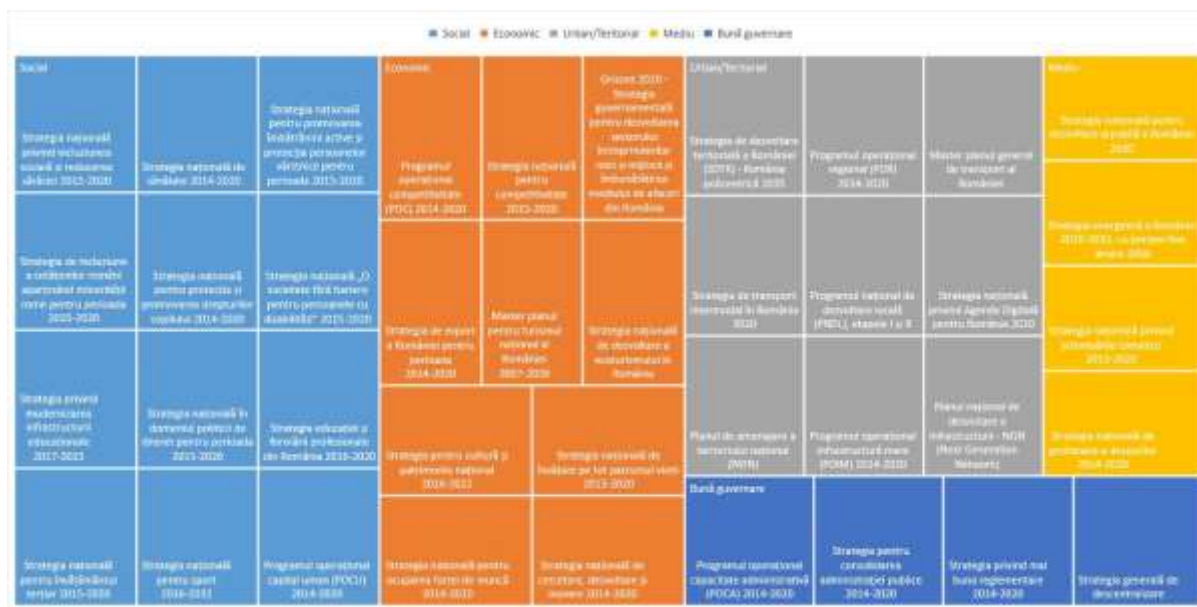 Social Economic Urban/Teritorial Mediu Bună guvernare
Social
Strategia națională
privind incluziunea
socială și reducerea
sărăciei 2015-2020
Strategia națională de
sănătate 2014-2020
Strategia națională
pentru promovarea
îmbătrânirii active și
protecția persoanelor
vârstnice pentru
perioada 2015-2020
Strategia de incluziune
a cetățenilor români
aparținând minorității
rome pentru perioada
2015-2020
Strategia națională
pentru protecția și
promovarea drepturilor
copilului 2014-2020
Strategia națională „O
societate fără bariere
pentru persoanele cu
dizabilități” 2015-2020
Strategia privind
modernizarea
infrastructurii
educaționale
2017-2023
Strategia națională în
domeniul politicii de
tineret pentru perioada
2015-2020
Strategia educației și
formării profesionale
din România 2016-2020
Strategia națională
pentru învățământul
terțiar 2015-2020
Strategia națională
pentru sport
2016-2032
Programul operațional
capital uman (POCU)
2014-2020
Economic
Programul
operațional
competitivitate
(POC) 2014-2020
Strategia națională
pentru
competitivitate
2015-2020
Orizont 2020 -
Strategia
guvernamentală
pentru dezvoltarea
sectorului
întreprinderilor
mici și mijlocii și
îmbunătățirea
mediului de afaceri
din România
Strategia de export
a României pentru
perioada
2014-2020
Master planul
pentru turismul
național al
României
2007-2026
Strategia națională
de dezvoltare a
ecoturismului în
România
Strategia pentru cultură și
patrimoniu național
2016-2022
Strategia națională de
învățare pe tot parcursul vieții
2015-2020
Strategia națională pentru
ocuparea forței de muncă
2014-2020
Strategia națională de
cercetare, dezvoltare și
inovare 2014-2020
Urban/Teritorial
Strategia de dezvoltare
teritorială a României
(SDTR) - România
policentrică 2035
Programul operațional
regional (POR)
2014-2020
Master planul general
de transport al
României
Strategia de transport
intermodal în România
2020
Programul național de
dezvoltare locală
(PNDL), etapele I și II
Strategia națională
privind Agenda Digitală
pentru România 2020
Planul de amenajare a
teritoriului național
(PATN)
Programul operațional
infrastructură mare
(POIM) 2014-2020
Planul național de
dezvoltare a
infrastructurii - NGN
(Next Generation
Network)
Mediu
Strategia națională pentru
dezvoltare durabilă a României
2030
Strategia energetică a României
2019-2030, cu perspectiva
anului 2050
Strategia națională privind
schimbările climatice
2013-2020
Strategia națională de
gestionare a deșeurilor
2014-2020
Bună guvernare
Programul operațional
capacitate administrativă
(POCA) 2014-2020
Strategia pentru
consolidarea
administrației publice
2014-2020
Strategia privind mai
buna reglementare
2014-2020
Strategia generală de
descentralizare